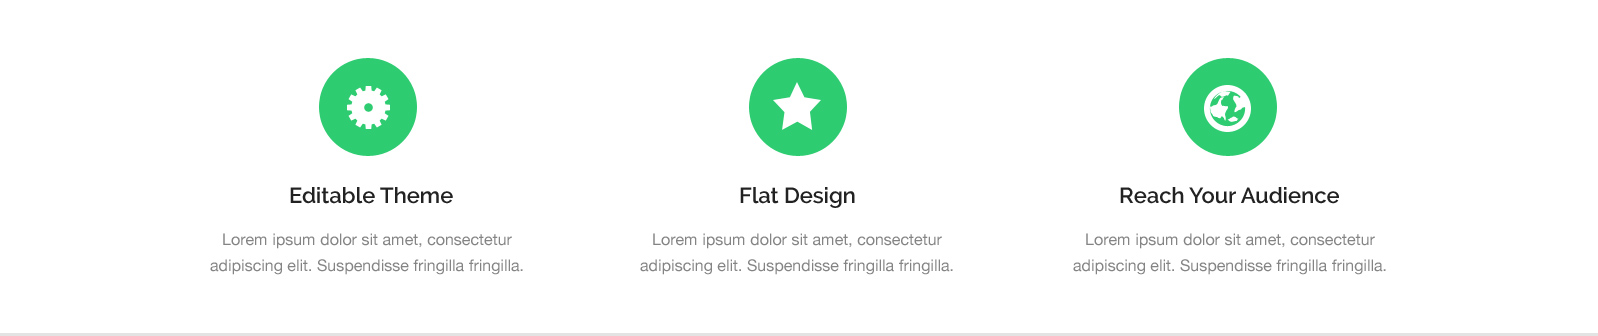 Editable Theme
Lorem ipsum dolor sit amet, consectetur
adipiscing elit. Suspendisse fringilla fringilla.
Flat Design
Lorem ipsum dolor sit amet, consectetur
adipiscing elit. Suspendisse fringilla fringilla.
Reach Your Audience
Lorem ipsum dolor sit amet, consectetur
adipiscing elit. Suspendisse fringilla fringilla.